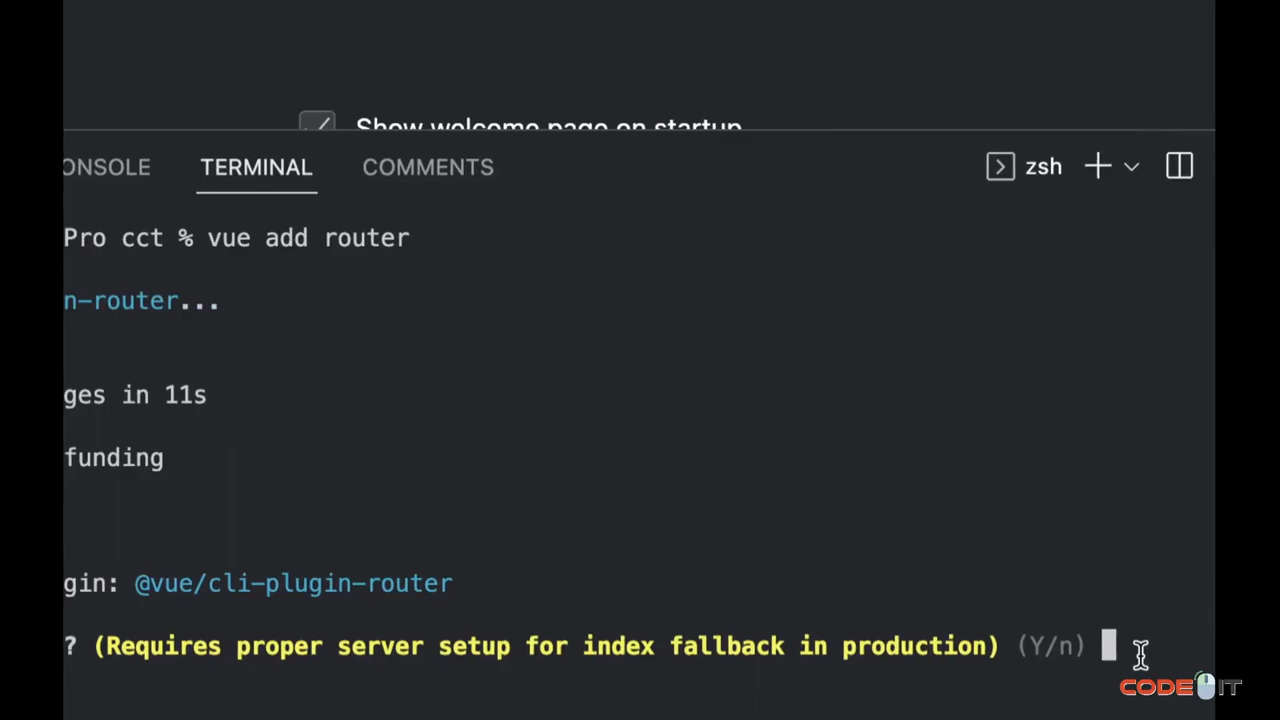 Show welcome page on startup
ONSOLE TERMINAL COMMENTS zsh
Pro cct % vue add router
n-router...
ges in 11s
funding
gin: @vue/cli-plugin-router
? (Requires proper server setup for index fallback in production) (Y/n)
CODE IT